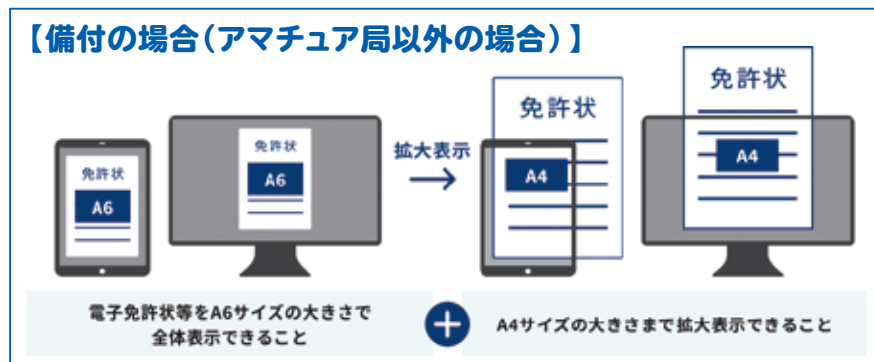 【備付の場合(アマチュア局以外の場合)】
免許状
A6
免許状
A6
拡大表示
免許状
A4
免許状
A4
電子免許状等をA6サイズの大きさで
全体表示できること
+
A4サイズの大きさまで拡大表示できること